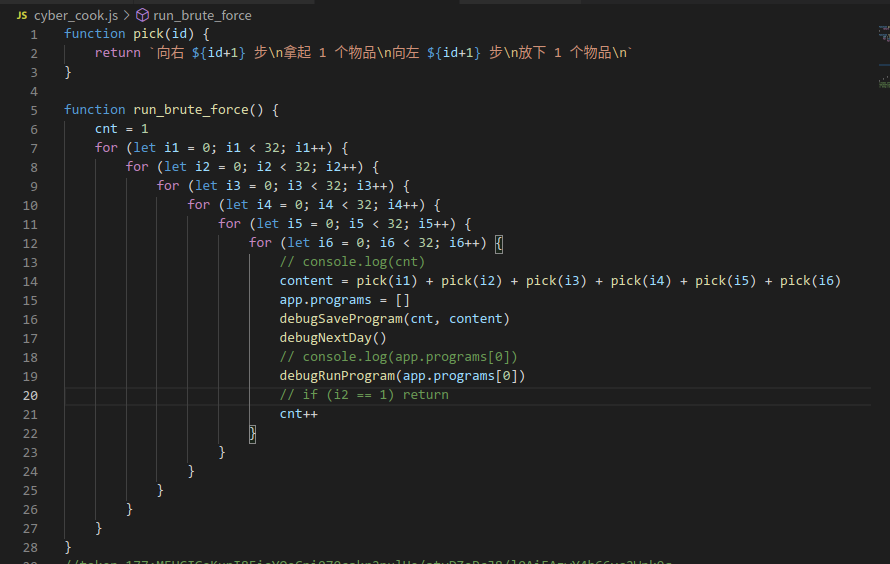 JS cyber_cook.js > run_brute_force
1 function pick(id) {
2 return `向右 ${id+1} 步\n拿起 1 个物品\n向左 ${id+1} 步\n放下 1 个物品\n`
3 }
4
5 function run_brute_force() {
6 cnt = 1
7 for (let i1 = 0; i1 < 32; i1++) {
8 for (let i2 = 0; i2 < 32; i2++) {
9 for (let i3 = 0; i3 < 32; i3++) {
10 for (let i4 = 0; i4 < 32; i4++) {
11 for (let i5 = 0; i5 < 32; i5++) {
12 for (let i6 = 0; i6 < 32; i6++) {
13 // console.log(cnt)
14 content = pick(i1) + pick(i2) + pick(i3) + pick(i4) + pick(i5) + pick(i6)
15 app.programs = []
16 debugSaveProgram(cnt, content)
17 debugNextDay()
18 // console.log(app.programs[0])
19 debugRunProgram(app.programs[0])
20 // if (i2 == 1) return
21 cnt++
22 }
23 }
24 }
25 }
26 }
27 }
28 }